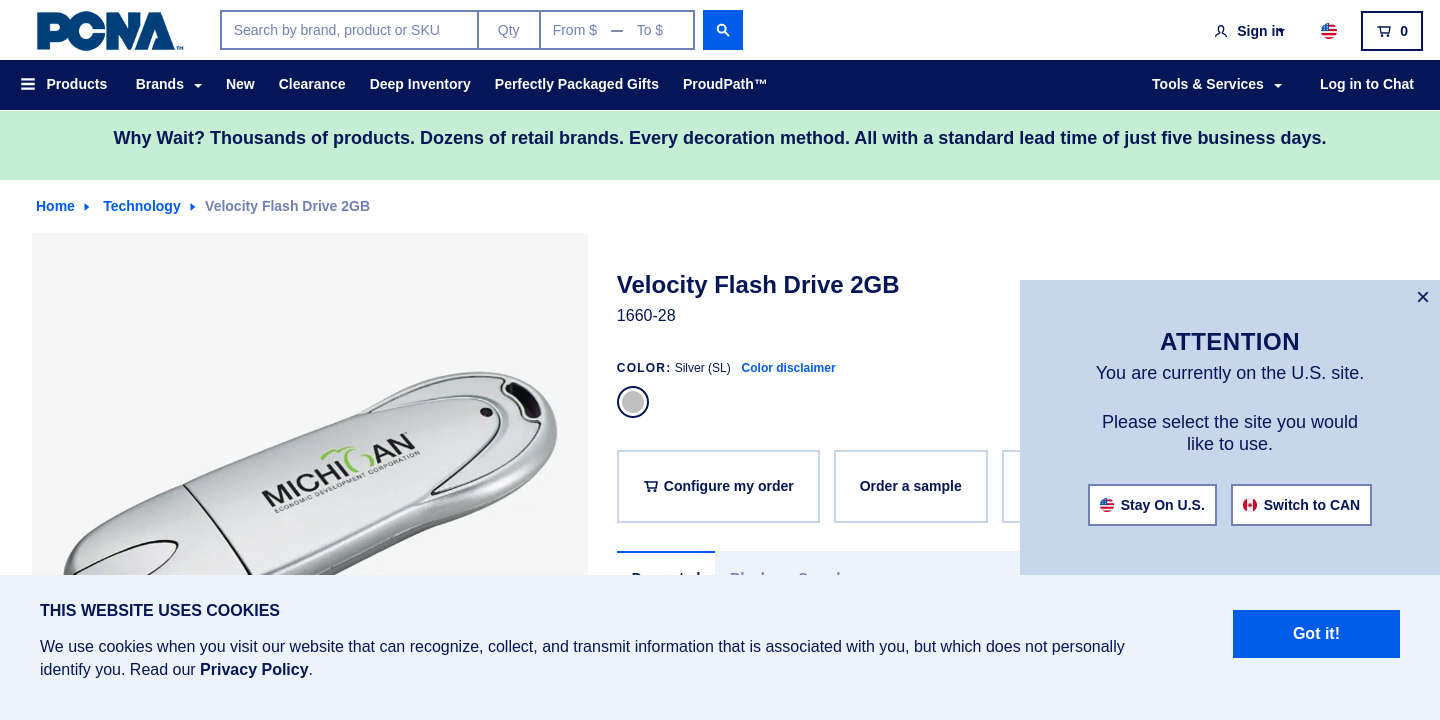 PCNA™
Search by brand, product or SKU
Qty
From $ — To $
Sign in
0
Products
Brands
New
Clearance
Deep Inventory
Perfectly Packaged Gifts
ProudPath™
Tools & Services
Log in to Chat
Why Wait? Thousands of products. Dozens of retail brands. Every decoration method. All with a standard lead time of just five business days.
Home
Technology
Velocity Flash Drive 2GB
MICHIGAN
ECONOMIC DEVELOPMENT CORPORATION
Velocity Flash Drive 2GB
1660-28
COLOR: Silver (SL) Color disclaimer
Configure my order
Order a sample
×
ATTENTION
You are currently on the U.S. site.
Please select the site you would
like to use.
Stay On U.S.
Switch to CAN
THIS WEBSITE USES COOKIES
We use cookies when you visit our website that can recognize, collect, and transmit information that is associated with you, but which does not personally
identify you. Read our Privacy Policy.
Got it!